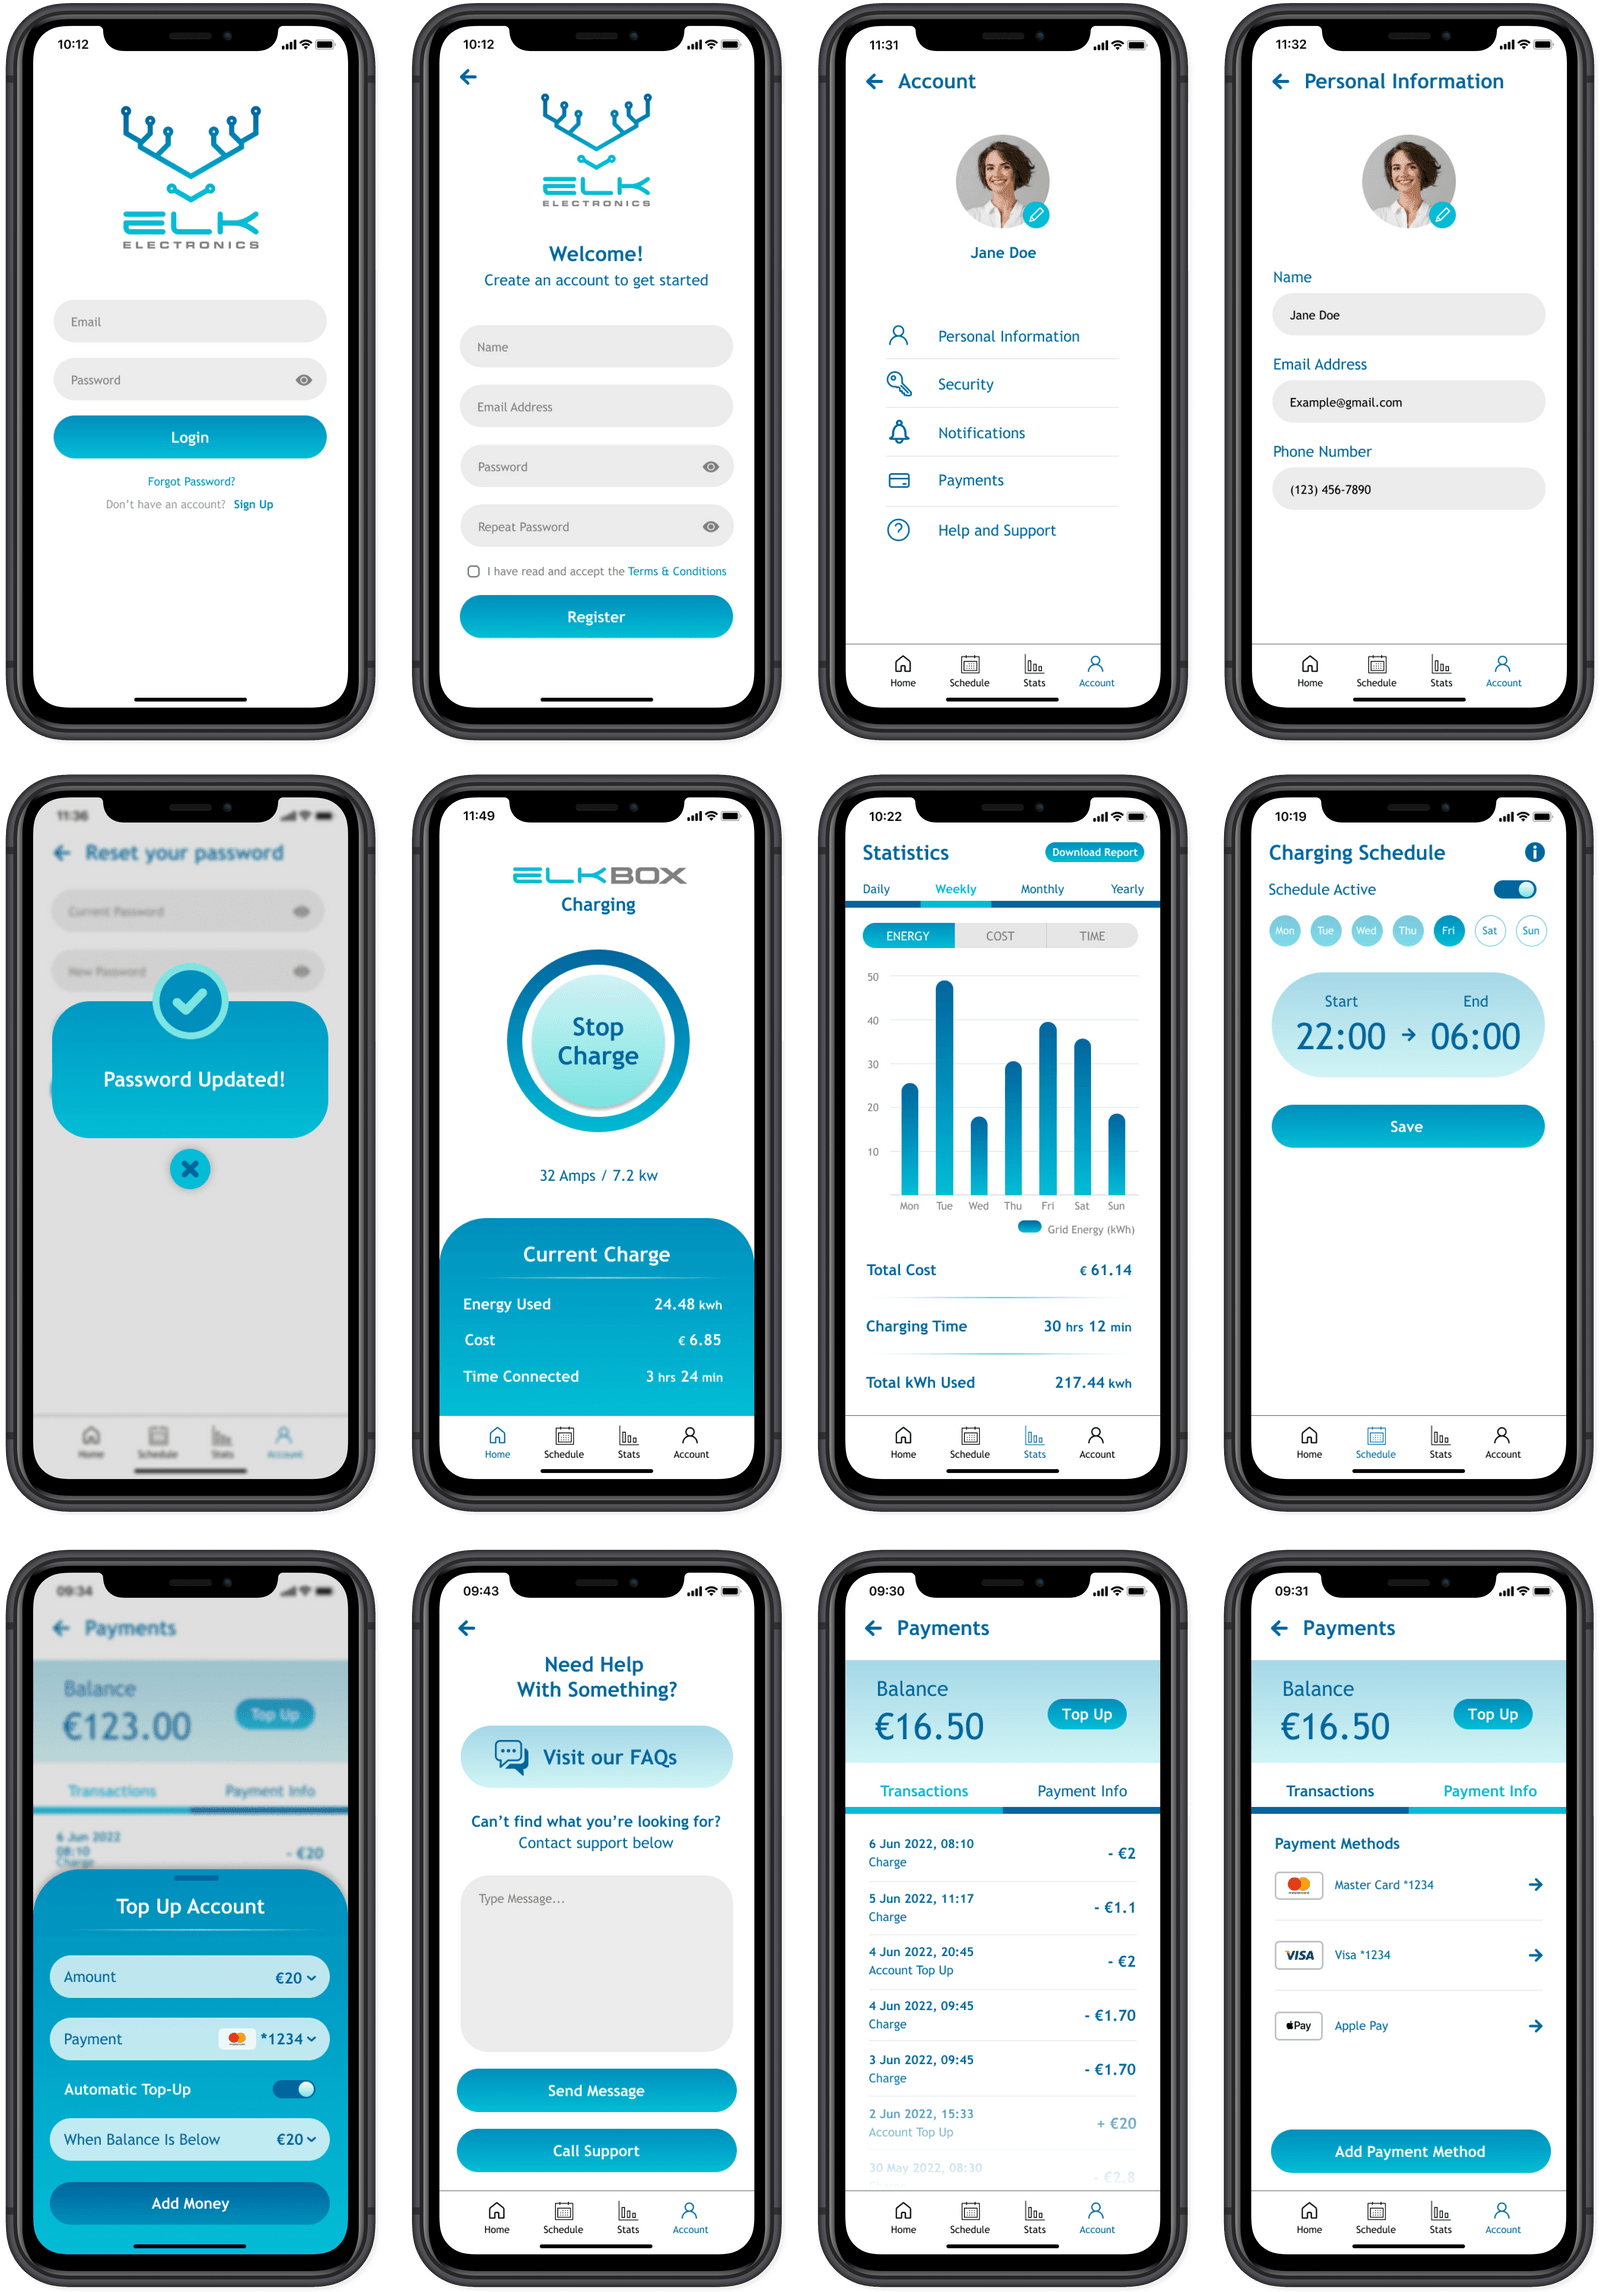 10:12
ELK
ELECTRONICS
Email
Password
Login
Forgot Password?
Don't have an account? Sign Up
10:12
ELK
ELECTRONICS
Welcome!
Create an account to get started
Name
Email Address
Password
Repeat Password
I have read and accept the Terms & Conditions
Register
11:31
Account
Jane Doe
Personal Information
Security
Notifications
Payments
Help and Support
Home Schedule Stats Account
11:32
Personal Information
Name
Jane Doe
Email Address
Example@gmail.com
Phone Number
(123) 456-7890
Home Schedule Stats Account
11:36
Reset your password
Current Password
New Password
Password Updated!
Home Schedule Stats Account
11:49
ELKBOX
Charging
Stop
Charge
32 Amps / 7.2 kw
Current Charge
Energy Used 24.48 kwh
Cost € 6.85
Time Connected 3 hrs 24 min
Home Schedule Stats Account
10:22
Statistics Download Report
Daily Weekly Monthly Yearly
ENERGY COST TIME
50
40
30
20
10
Mon Tue Wed Thu Fri Sat Sun
Grid Energy (kWh)
Total Cost € 61.14
Charging Time 30 hrs 12 min
Total kWh Used 217.44 kwh
Home Schedule Stats Account
10:19
Charging Schedule
Schedule Active
Mon Tue Wed Thu Fri Sat Sun
Start End
22:00 → 06:00
Save
Home Schedule Stats Account
09:34
Payments
Balance
€123.00 Top Up
Transactions Payment Info
6 Jun 2022
08:10
Charge - €20
Top Up Account
Amount €20
Payment *1234
Automatic Top-Up
When Balance Is Below €20
Add Money
09:43
Need Help
With Something?
Visit our FAQs
Can't find what you're looking for?
Contact support below
Type Message...
Send Message
Call Support
Home Schedule Stats Account
09:30
Payments
Balance
€16.50 Top Up
Transactions Payment Info
6 Jun 2022, 08:10
Charge - €2
5 Jun 2022, 11:17
Charge - €1.1
4 Jun 2022, 20:45
Account Top Up - €2
4 Jun 2022, 09:45
Charge - €1.70
3 Jun 2022, 09:45
Charge - €1.70
2 Jun 2022, 15:33
Account Top Up + €20
30 May 2022, 08:30
- €2.8
Home Schedule Stats Account
09:31
Payments
Balance
€16.50 Top Up
Transactions Payment Info
Payment Methods
Master Card *1234
VISA Visa *1234
Pay Apple Pay
Add Payment Method
Home Schedule Stats Account